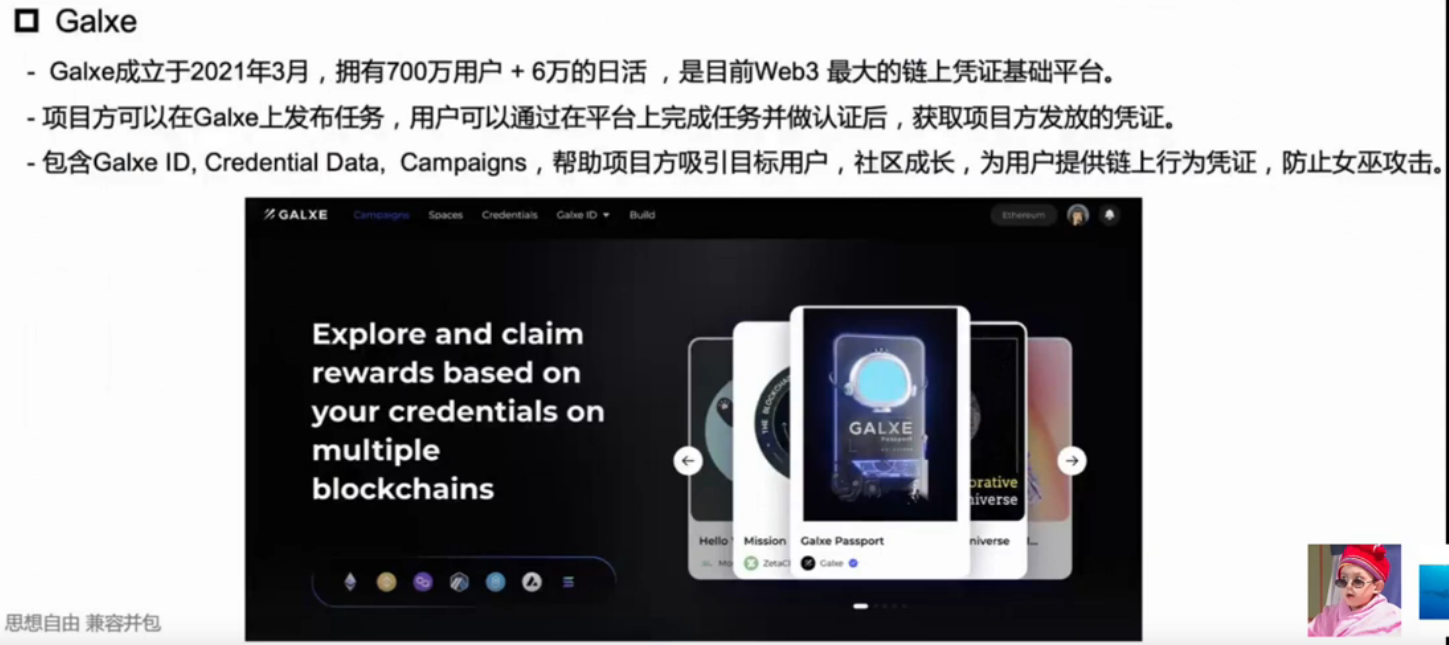 Galxe
- Galxe成立于2021年3月，拥有700万用户 + 6万的日活 ，是目前Web3 最大的链上凭证基础平台。
- 项目方可以在Galxe上发布任务，用户可以通过在平台上完成任务并做认证后，获取项目方发放的凭证。
- 包含Galxe ID, Credential Data,  Campaigns，帮助项目方吸引目标用户，社区成长，为用户提供链上行为凭证，防止女巫攻击。
GALXE Campaigns Spaces Credentials Galxe ID Build Ethereum
Explore and claim
rewards based on
your credentials on
multiple
blockchains
THE BLOCKCHAI
GALXE
Passport
orative
niverse
Hello Mission Galxe Passport niverse
Mo ZetaCl Galxe
思想自由 兼容并包